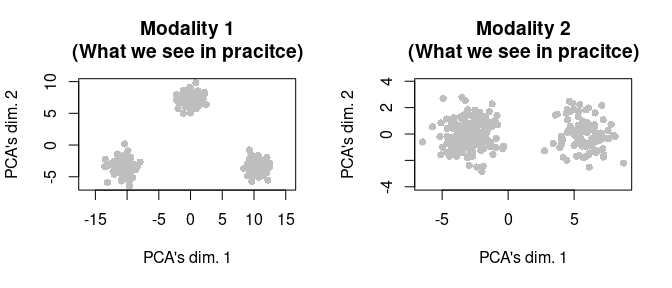 Modality 1
(What we see in pracitce)
PCA's dim. 2
10
5
0
-5
-15
-5
0
5
10
15
PCA's dim. 1
Modality 2
(What we see in pracitce)
PCA's dim. 2
4
2
0
-4
-5
0
5
PCA's dim. 1